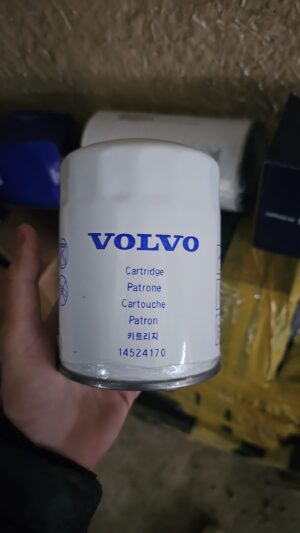 VOLVO
Cartridge
Patrone
Cartouche
Patron
카트리지
14524170